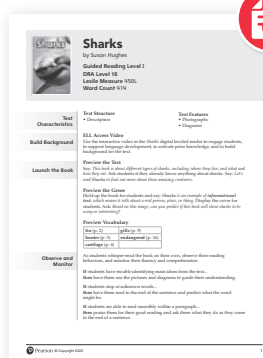 Sharks
Sharks
by Susan Hughes
Guided Reading Level I
DRA Level 16
Lexile Measure 450L
Word Count 474
Text
Characteristics
Text Structure
• Description
Text Features
• Photographs
• Diagrams
Build Background
ELL Access Video
Use the interactive video in the Sharks digital leveled reader to engage students,
to support language development, to activate prior knowledge, and to build
background for the text.
Launch the Book
Preview the Text
Say: This book is about different types of sharks, including where they live, and what and
how they eat. Ask students if they already know anything about sharks. Say: Let's
read Sharks to find out more about these amazing creatures.
Preview the Genre
Hold up the book for students and say: Sharks is an example of informational
text, which means it tells about a real person, place, or thing. Display the cover for
students. Ask: Based on this image, can you predict if this book will show sharks to be
scary or interesting?
Preview Vocabulary
fin (p. 2)
gills (p. 9)
hunter (p. 5)
endangered (p. 16)
cartilage (p. 6)
Observe and
Monitor
As students whisper-read the book on their own, observe their reading
behaviors, and monitor their fluency and comprehension.
If students have trouble identifying main ideas from the text...
then have them use the pictures and diagrams to guide their understanding.
If students stop at unknown words...
then have them read to the end of the sentence and predict what the word
might be.
If students are able to read smoothly within a paragraph...
then praise them for their good reading and ask them what they do as they come
to the end of a sentence.
Pearson © Copyright 2020